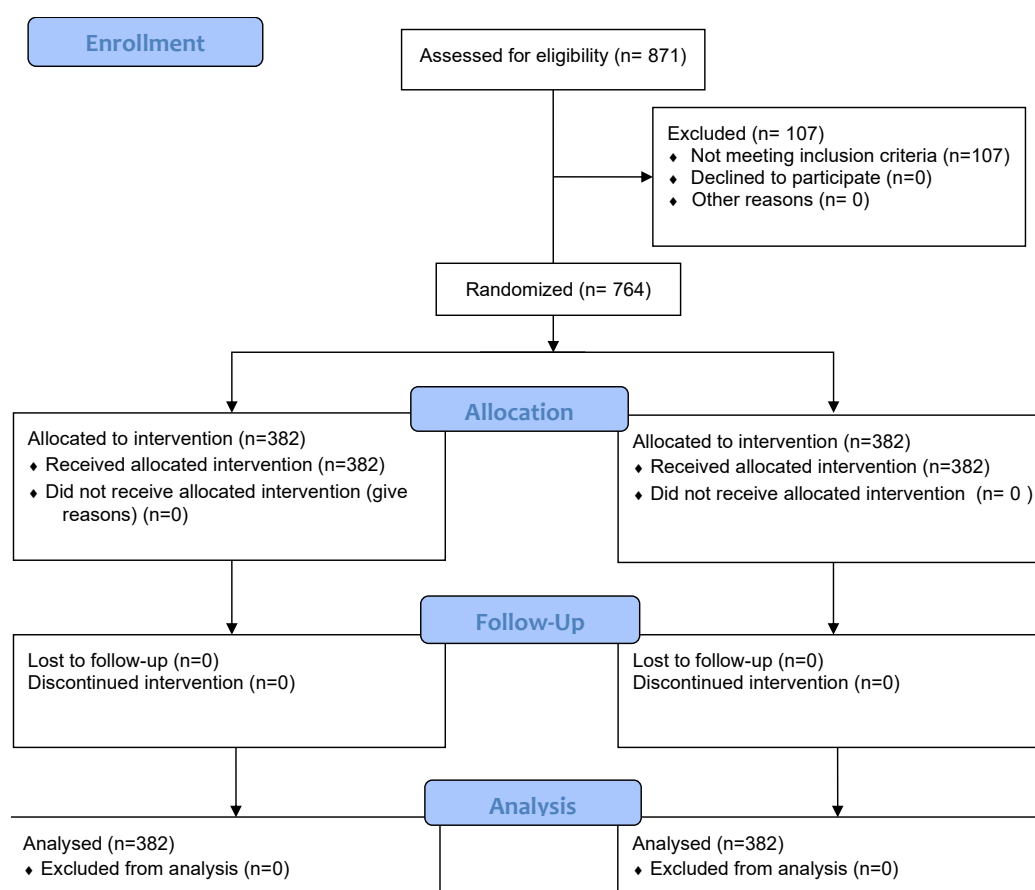 Enrollment
Assessed for eligibility (n= 871)
Excluded (n= 107)
♦ Not meeting inclusion criteria (n=107)
♦ Declined to participate (n=0)
♦ Other reasons (n= 0)
Randomized (n= 764)
Allocation
Allocated to intervention (n=382)
♦ Received allocated intervention (n=382)
♦ Did not receive allocated intervention (give
reasons) (n=0)
Allocated to intervention (n=382)
♦ Received allocated intervention (n=382)
♦ Did not receive allocated intervention (n= 0 )
Follow-Up
Lost to follow-up (n=0)
Discontinued intervention (n=0)
Lost to follow-up (n=0)
Discontinued intervention (n=0)
Analysis
Analysed (n=382)
♦ Excluded from analysis (n=0)
Analysed (n=382)
♦ Excluded from analysis (n=0)